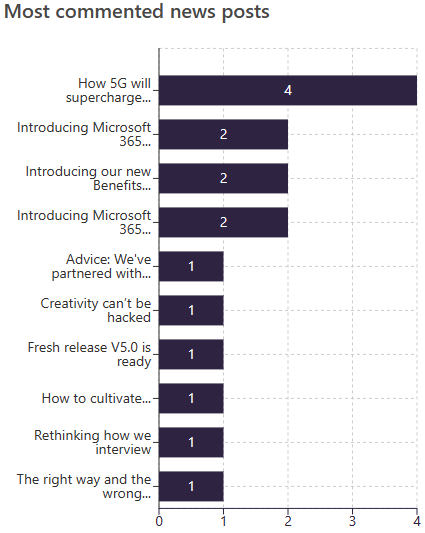 Most commented news posts
How 5G will
supercharge...
4
Introducing Microsoft
365...
2
Introducing our new
Benefits...
2
Introducing Microsoft
365...
2
Advice: We've
partnered with...
1
Creativity can't be
hacked
1
Fresh release V5.0 is
ready
1
How to cultivate...
1
Rethinking how we
interview
1
The right way and the
wrong...
1
0 1 2 3 4